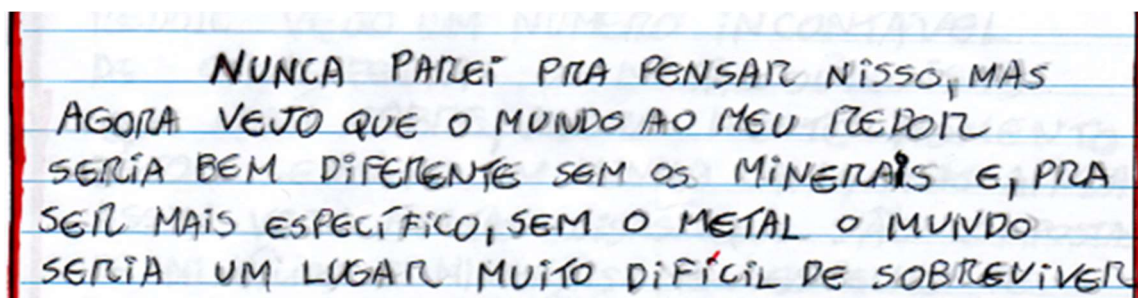 NUNCA PAREI PRA PENSAR NISSO, MAS
AGORA VEJO QUE O MUNDO AO MEU REDOR
SERIA BEM DIFERENTE SEM OS MINERAIS E, PRA
SER MAIS ESPECÍFICO, SEM O METAL O MUNDO
SERIA UM LUGAR MUITO DIFÍCIL DE SOBREVIVER